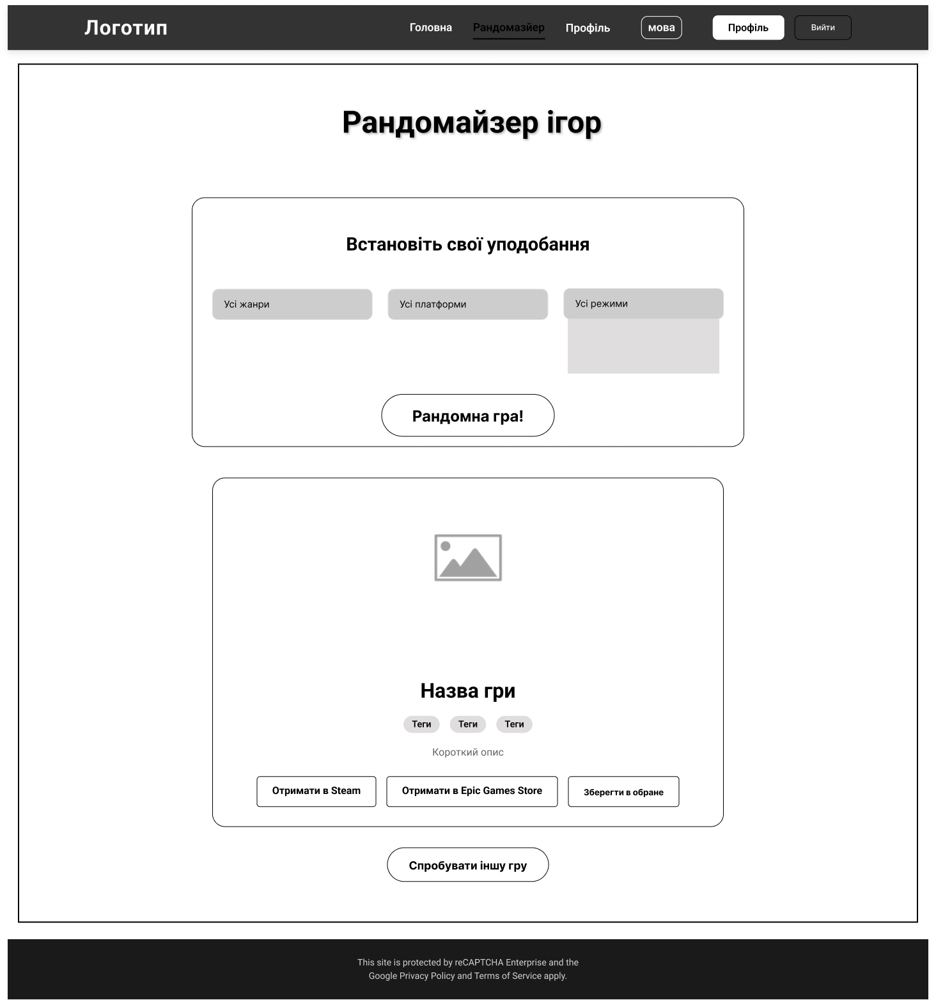 Логотип
Головна Рандомазйер Профіль мова Профіль Вийти
Рандомайзер ігор
Встановіть свої уподобання
Усі жанри Усі платформи Усі режими
Рандомна гра!
Назва гри
Теги Теги Теги
Короткий опис
Отримати в Steam Отримати в Epic Games Store Зберегти в обране
Спробувати іншу гру
This site is protected by reCAPTCHA Enterprise and the
Google Privacy Policy and Terms of Service apply.